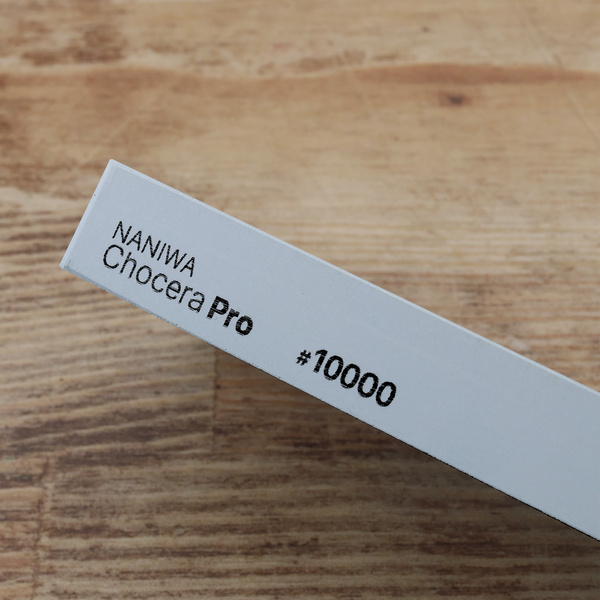 NANIWA
Chocera Pro
#10000